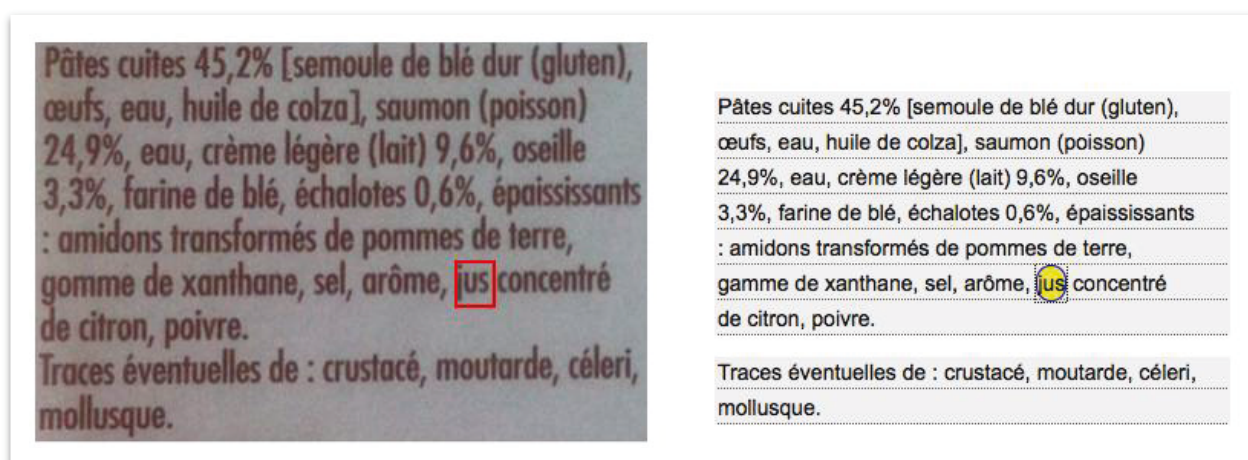 Pâtes cuites 45,2% [semoule de blé dur (gluten),
œufs, eau, huile de colza], saumon (poisson)
24,9%, eau, crème légère (lait) 9,6%, oseille
3,3%, farine de blé, échalotes 0,6%, épaississants
: amidons transformés de pommes de terre,
gomme de xanthane, sel, arôme, jus concentré
de citron, poivre.
Traces éventuelles de : crustacé, moutarde, céleri,
mollusque.
Pâtes cuites 45,2% [semoule de blé dur (gluten),
œufs, eau, huile de colza], saumon (poisson)
24,9%, eau, crème légère (lait) 9,6%, oseille
3,3%, farine de blé, échalotes 0,6%, épaississants
: amidons transformés de pommes de terre,
gamme de xanthane, sel, arôme, jus concentré
de citron, poivre.
Traces éventuelles de : crustacé, moutarde, céleri,
mollusque.